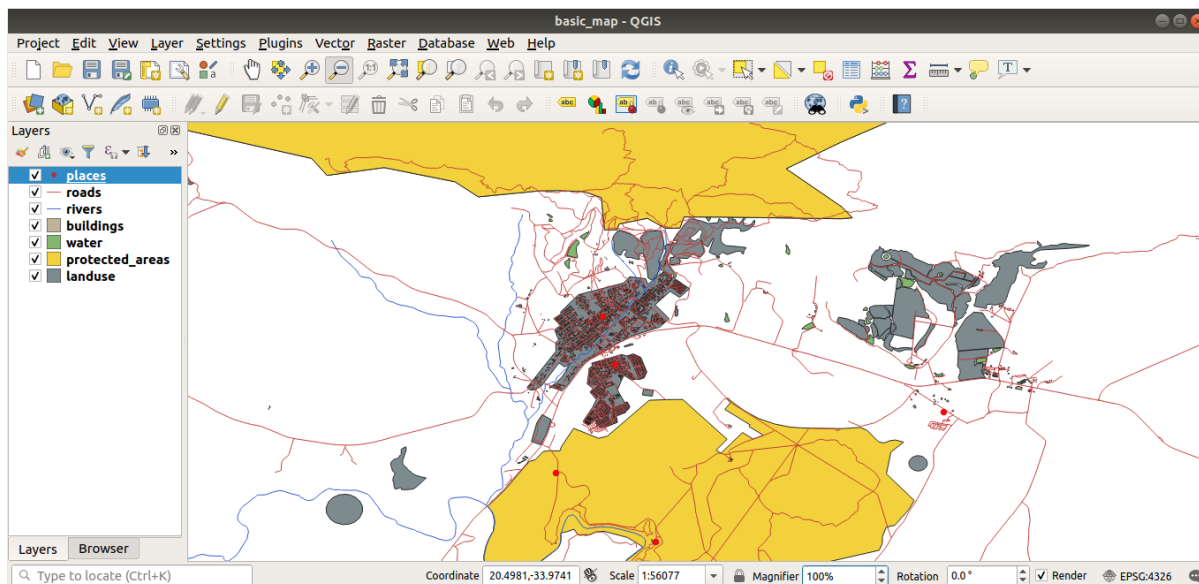 basic_map - QGIS
Project Edit View Layer Settings Plugins Vector Raster Database Web Help
Layers
places
roads
rivers
buildings
water
protected_areas
landuse
Layers Browser
Type to locate (Ctrl+K) Coordinate 20.4981,-33.9741 Scale 1:56077 Magnifier 100% Rotation 0.0° Render EPSG:4326